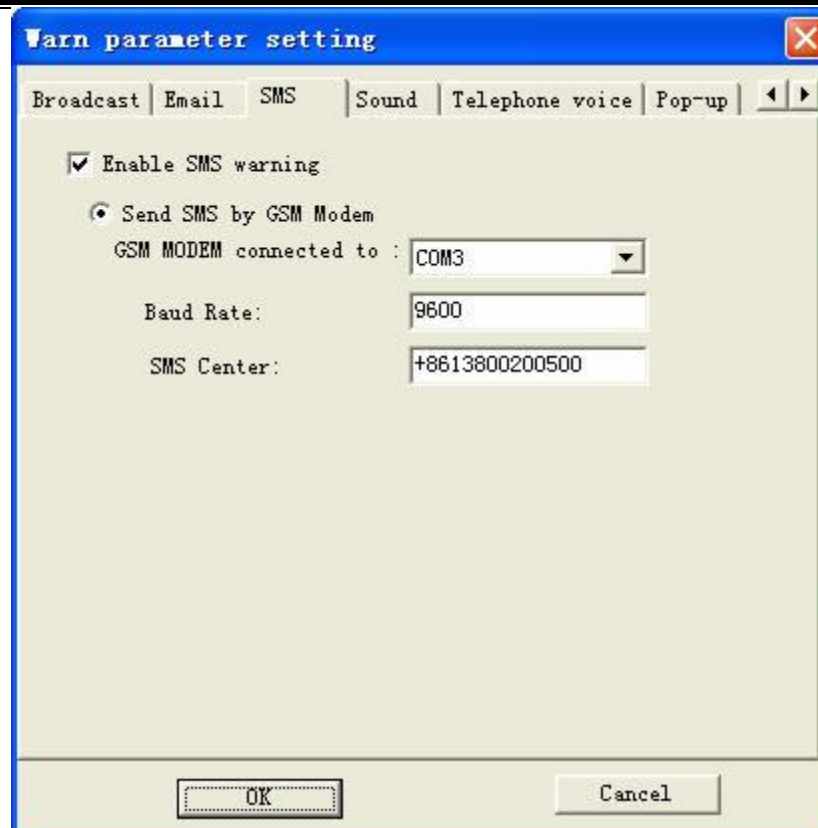 Warn parameter setting
Broadcast Email SMS Sound Telephone voice Pop-up
Enable SMS warning
Send SMS by GSM Modem
GSM MODEM connected to : COM3
Baud Rate: 9600
SMS Center: +8613800200500
OK Cancel